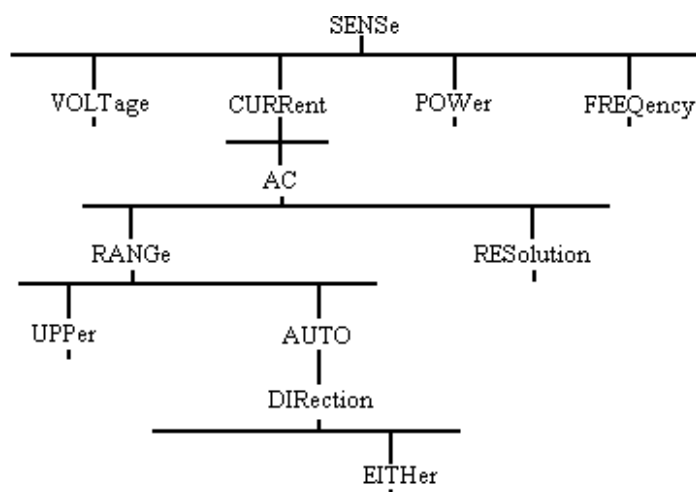 SENSe
VOLTage CURRent POWer FREQency
AC
RANGe RESolution
UPPer AUTO
DIRection
EITHer